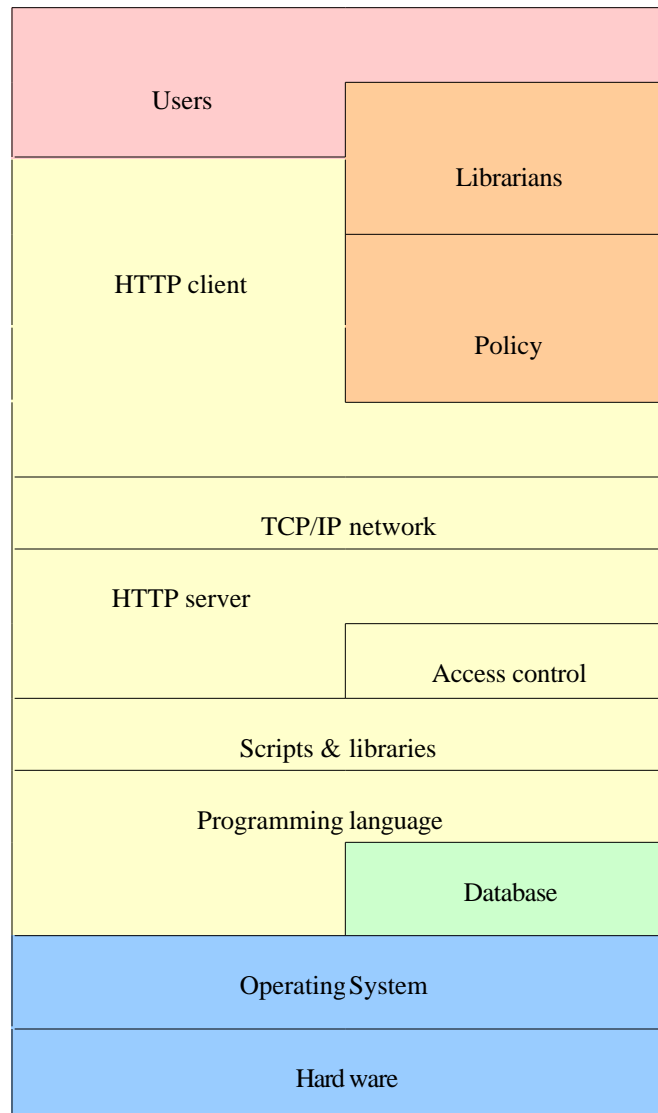 Users
Librarians
HTTP client
Policy
TCP/IP network
HTTP server
Access control
Scripts & libraries
Programming language
Database
Operating System
Hard ware